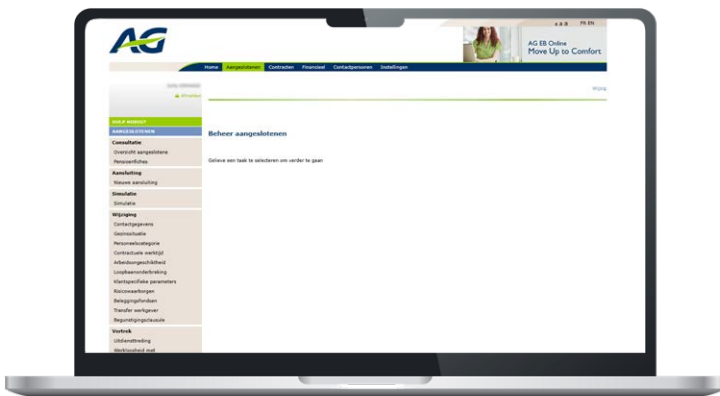 AG
a a a FR EN
AG EB Online
Move Up to Comfort
Home Aangeslotenen Contracten Financieel Contactpersonen Instellingen
Afmelden
Wijzig
HULP NODIG?
AANGESLOTENEN
Beheer aangeslotenen
Consultatie
Overzicht aangeslotene
Pensioenfiches
Gelieve een taak te selecteren om verder te gaan
Aansluiting
Nieuwe aansluiting
Simulatie
Simulatie
Wijziging
Contactgegevens
Gezinssituatie
Personeelscategorie
Contractuele werktijd
Arbeidsongeschiktheid
Loopbaanonderbreking
Klantspecifieke parameters
Risicowaarborgen
Beleggingsfondsen
Transfer werkgever
Begunstigingsclausule
Vertrek
Uitdiensttreding
Werkloosheid met